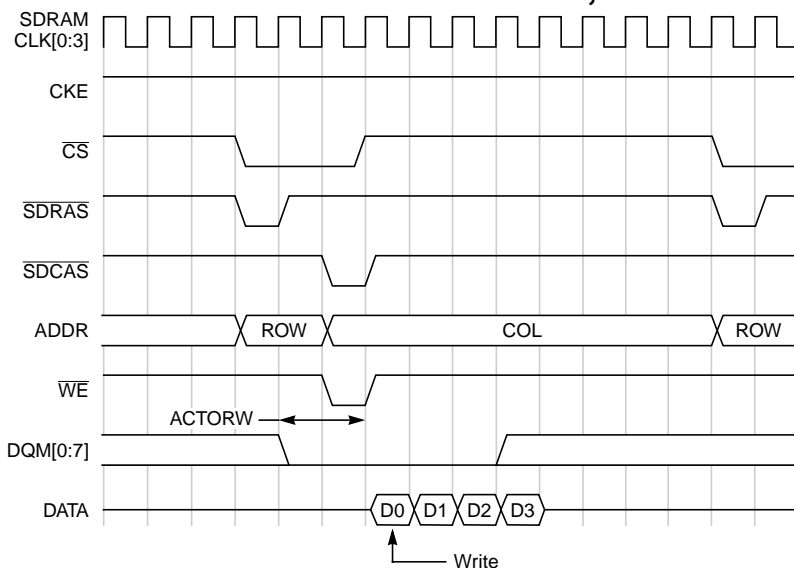 SDRAM
CLK[0:3]
CKE
CS
SDRAS
SDCAS
ADDR ROW COL ROW
WE
ACTORW
DQM[0:7]
DATA D0 D1 D2 D3
Write